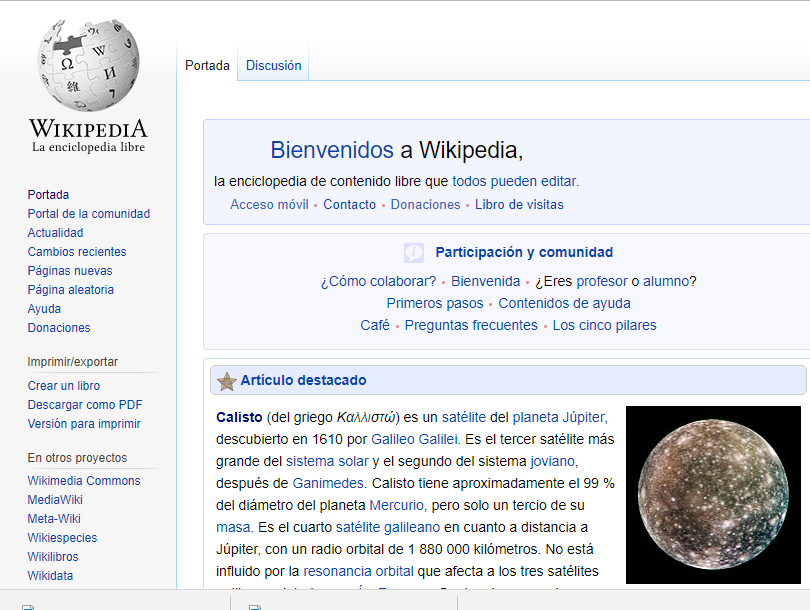 WIKIPEDIA
La enciclopedia libre
Portada
Discusión
Portada
Portal de la comunidad
Actualidad
Cambios recientes
Páginas nuevas
Página aleatoria
Ayuda
Donaciones
Imprimir/exportar
Crear un libro
Descargar como PDF
Versión para imprimir
En otros proyectos
Wikimedia Commons
MediaWiki
Meta-Wiki
Wikiespecies
Wikilibros
Wikidata
Bienvenidos a Wikipedia,
la enciclopedia de contenido libre que todos pueden editar.
Acceso móvil • Contacto • Donaciones • Libro de visitas
Participación y comunidad
¿Cómo colaborar? • Bienvenida • ¿Eres profesor o alumno?
Primeros pasos • Contenidos de ayuda
Café • Preguntas frecuentes • Los cinco pilares
Artículo destacado
Calisto (del griego Καλλιστώ) es un satélite del planeta Júpiter,
descubierto en 1610 por Galileo Galilei. Es el tercer satélite más
grande del sistema solar y el segundo del sistema joviano,
después de Ganimedes. Calisto tiene aproximadamente el 99 %
del diámetro del planeta Mercurio, pero solo un tercio de su
masa. Es el cuarto satélite galileano en cuanto a distancia a
Júpiter, con un radio orbital de 1 880 000 kilómetros. No está
influido por la resonancia orbital que afecta a los tres satélites